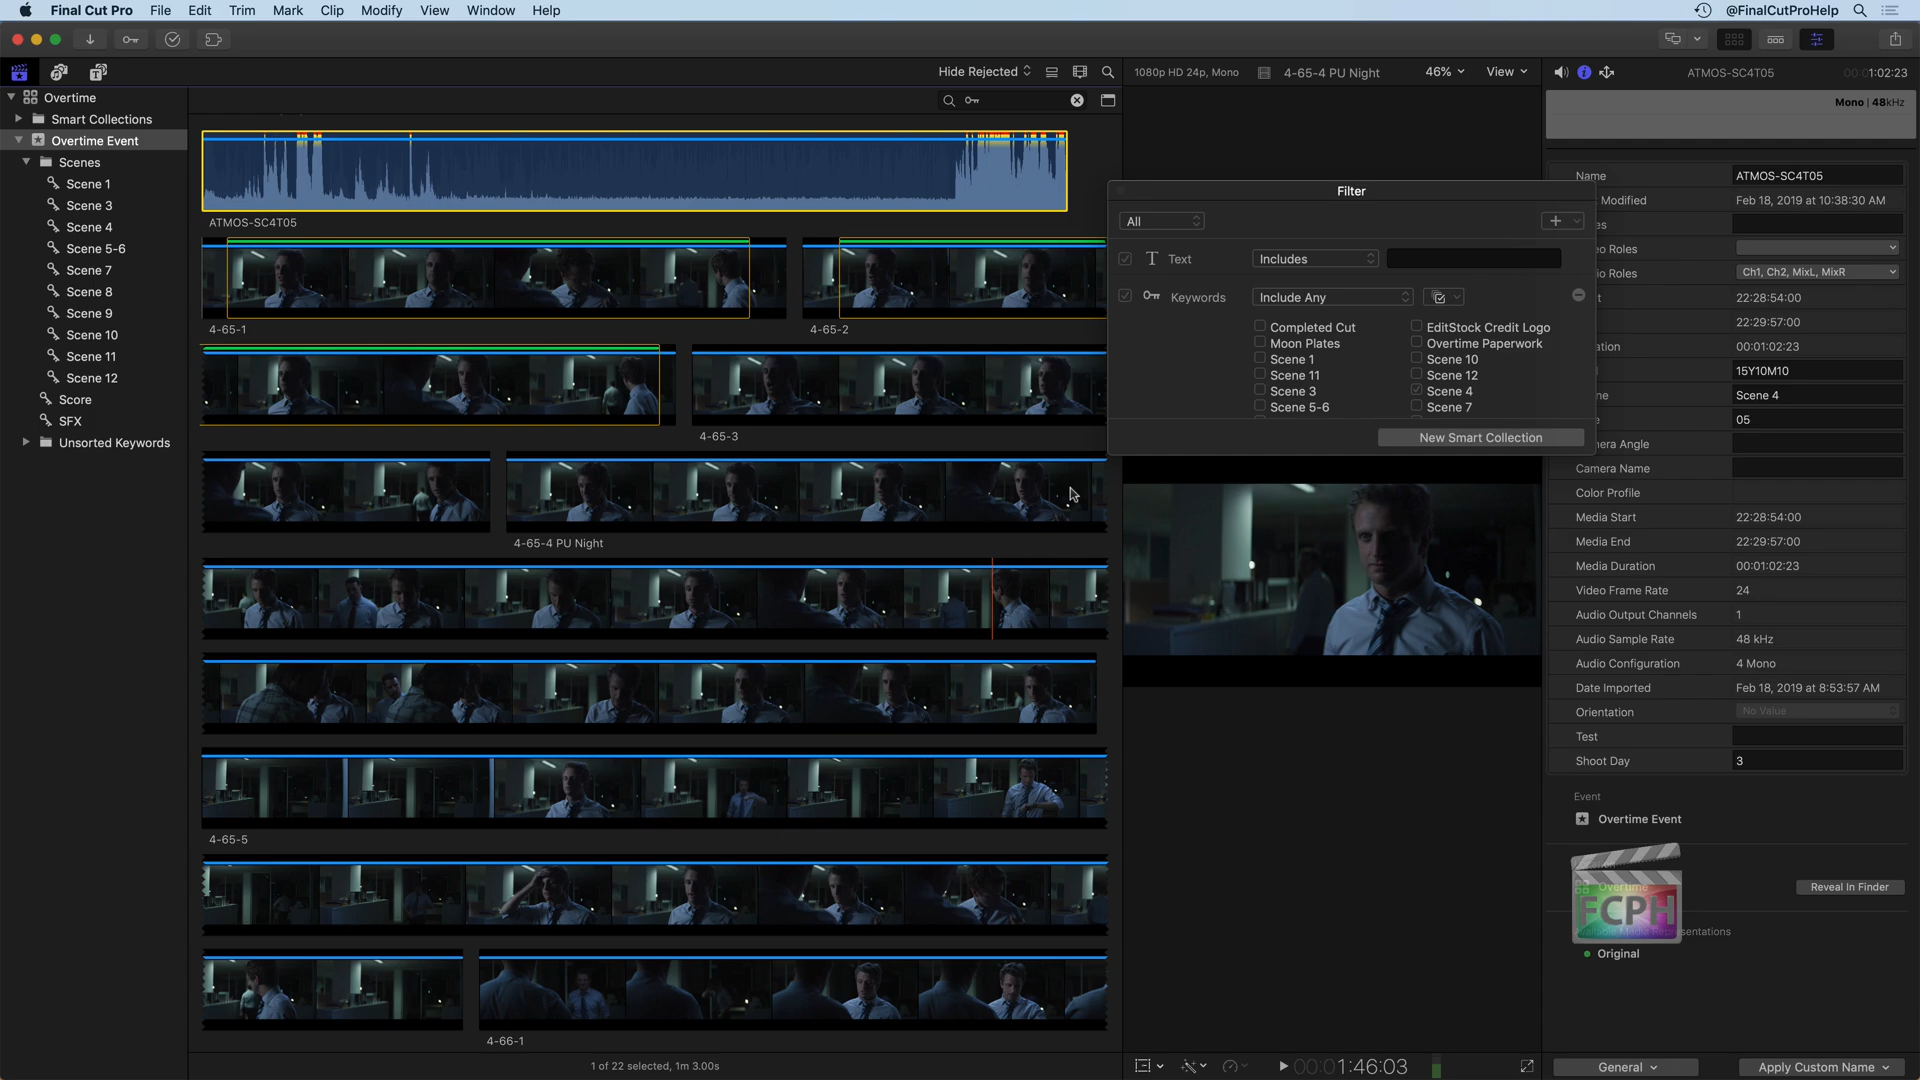 Final Cut Pro File Edit Trim Mark Clip Modify View Window Help
@FinalCutProHelp
Hide Rejected
1080p HD 24p, Mono
4-65-4 PU Night
46%
View
ATMOS-SC4T05
1:02:23
Mono | 48kHz
Overtime
Smart Collections
Overtime Event
Scenes
Scene 1
Scene 3
Scene 4
Scene 5-6
Scene 7
Scene 8
Scene 9
Scene 10
Scene 11
Scene 12
Score
SFX
Unsorted Keywords
ATMOS-SC4T05
4-65-1
4-65-2
4-65-3
4-65-4 PU Night
4-65-5
4-66-1
1 of 22 selected, 1m 3.00s
Filter
All
Text
Includes
Keywords
Include Any
Completed Cut
EditStock Credit Logo
Moon Plates
Overtime Paperwork
Scene 1
Scene 10
Scene 11
Scene 12
Scene 3
Scene 4
Scene 5-6
Scene 7
New Smart Collection
00:01:46:03
Name ATMOS-SC4T05
Modified Feb 18, 2019 at 10:38:30 AM
Roles
Roles Ch1, Ch2, MixL, MixR
22:28:54:00
22:29:57:00
00:01:02:23
15Y10M10
Scene 4
05
Camera Name
Color Profile
Media Start 22:28:54:00
Media End 22:29:57:00
Media Duration 00:01:02:23
Video Frame Rate 24
Audio Output Channels 1
Audio Sample Rate 48 kHz
Audio Configuration 4 Mono
Date Imported Feb 18, 2019 at 8:53:57 AM
Orientation No Value
Test
Shoot Day 3
Event
Overtime Event
Overtime
Reveal In Finder
FCPH
Available Media Representations
Original
General
Apply Custom Name